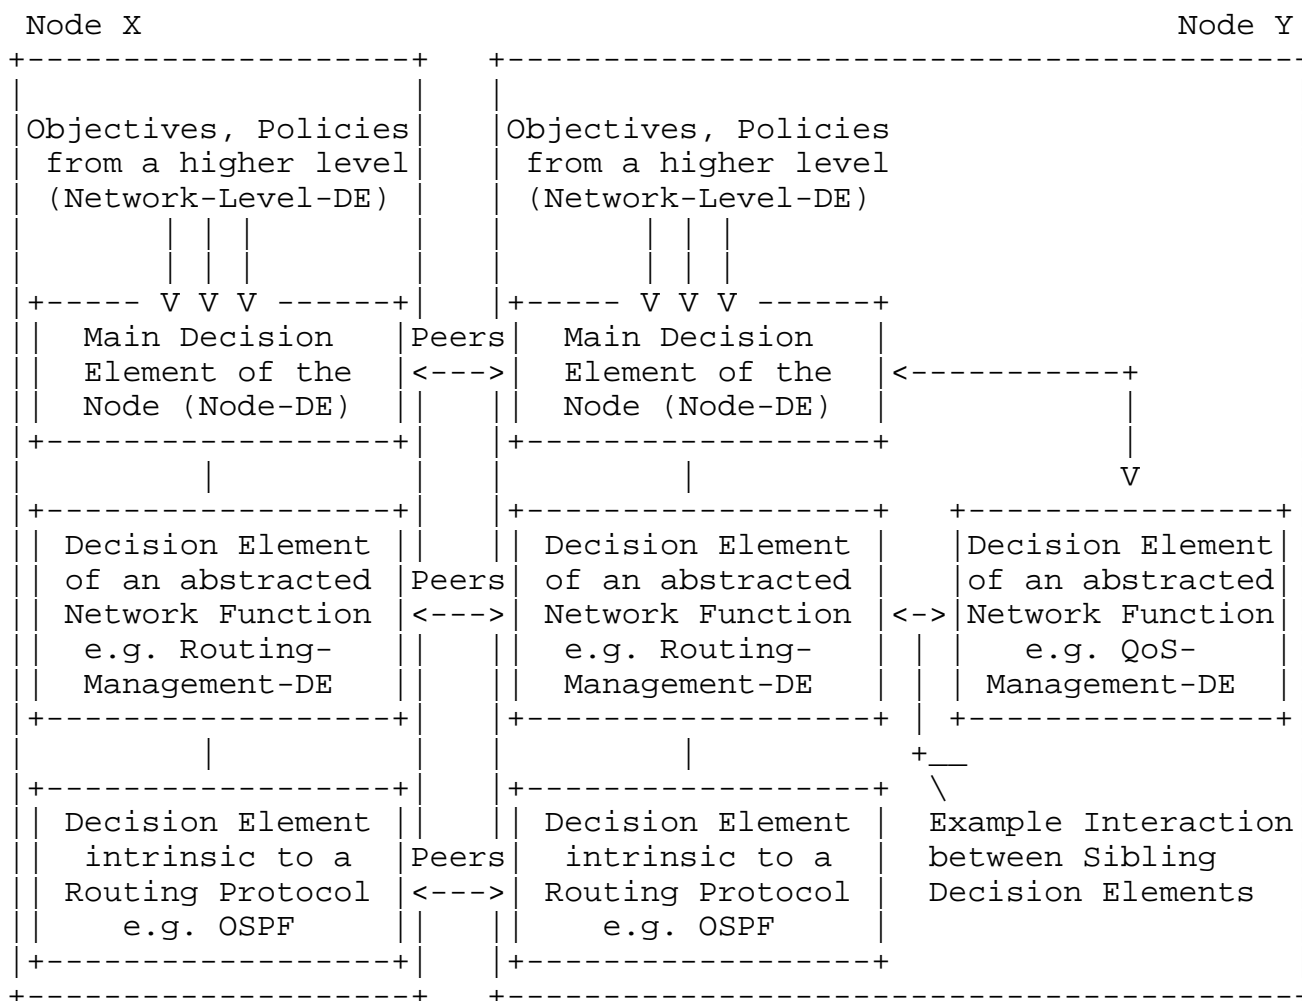 Node X Node Y
Objectives, Policies Objectives, Policies
from a higher level from a higher level
(Network-Level-DE) (Network-Level-DE)
V V V V V V
Main Decision Peers Main Decision
Element of the <---> Element of the <-----------+
Node (Node-DE) Node (Node-DE)
V
Decision Element Decision Element Decision Element
of an abstracted Peers of an abstracted of an abstracted
Network Function <---> Network Function <-> Network Function
e.g. Routing- e.g. Routing- e.g. QoS-
Management-DE Management-DE Management-DE
Decision Element Decision Element Example Interaction
intrinsic to a Peers intrinsic to a between Sibling
Routing Protocol <---> Routing Protocol Decision Elements
e.g. OSPF e.g. OSPF